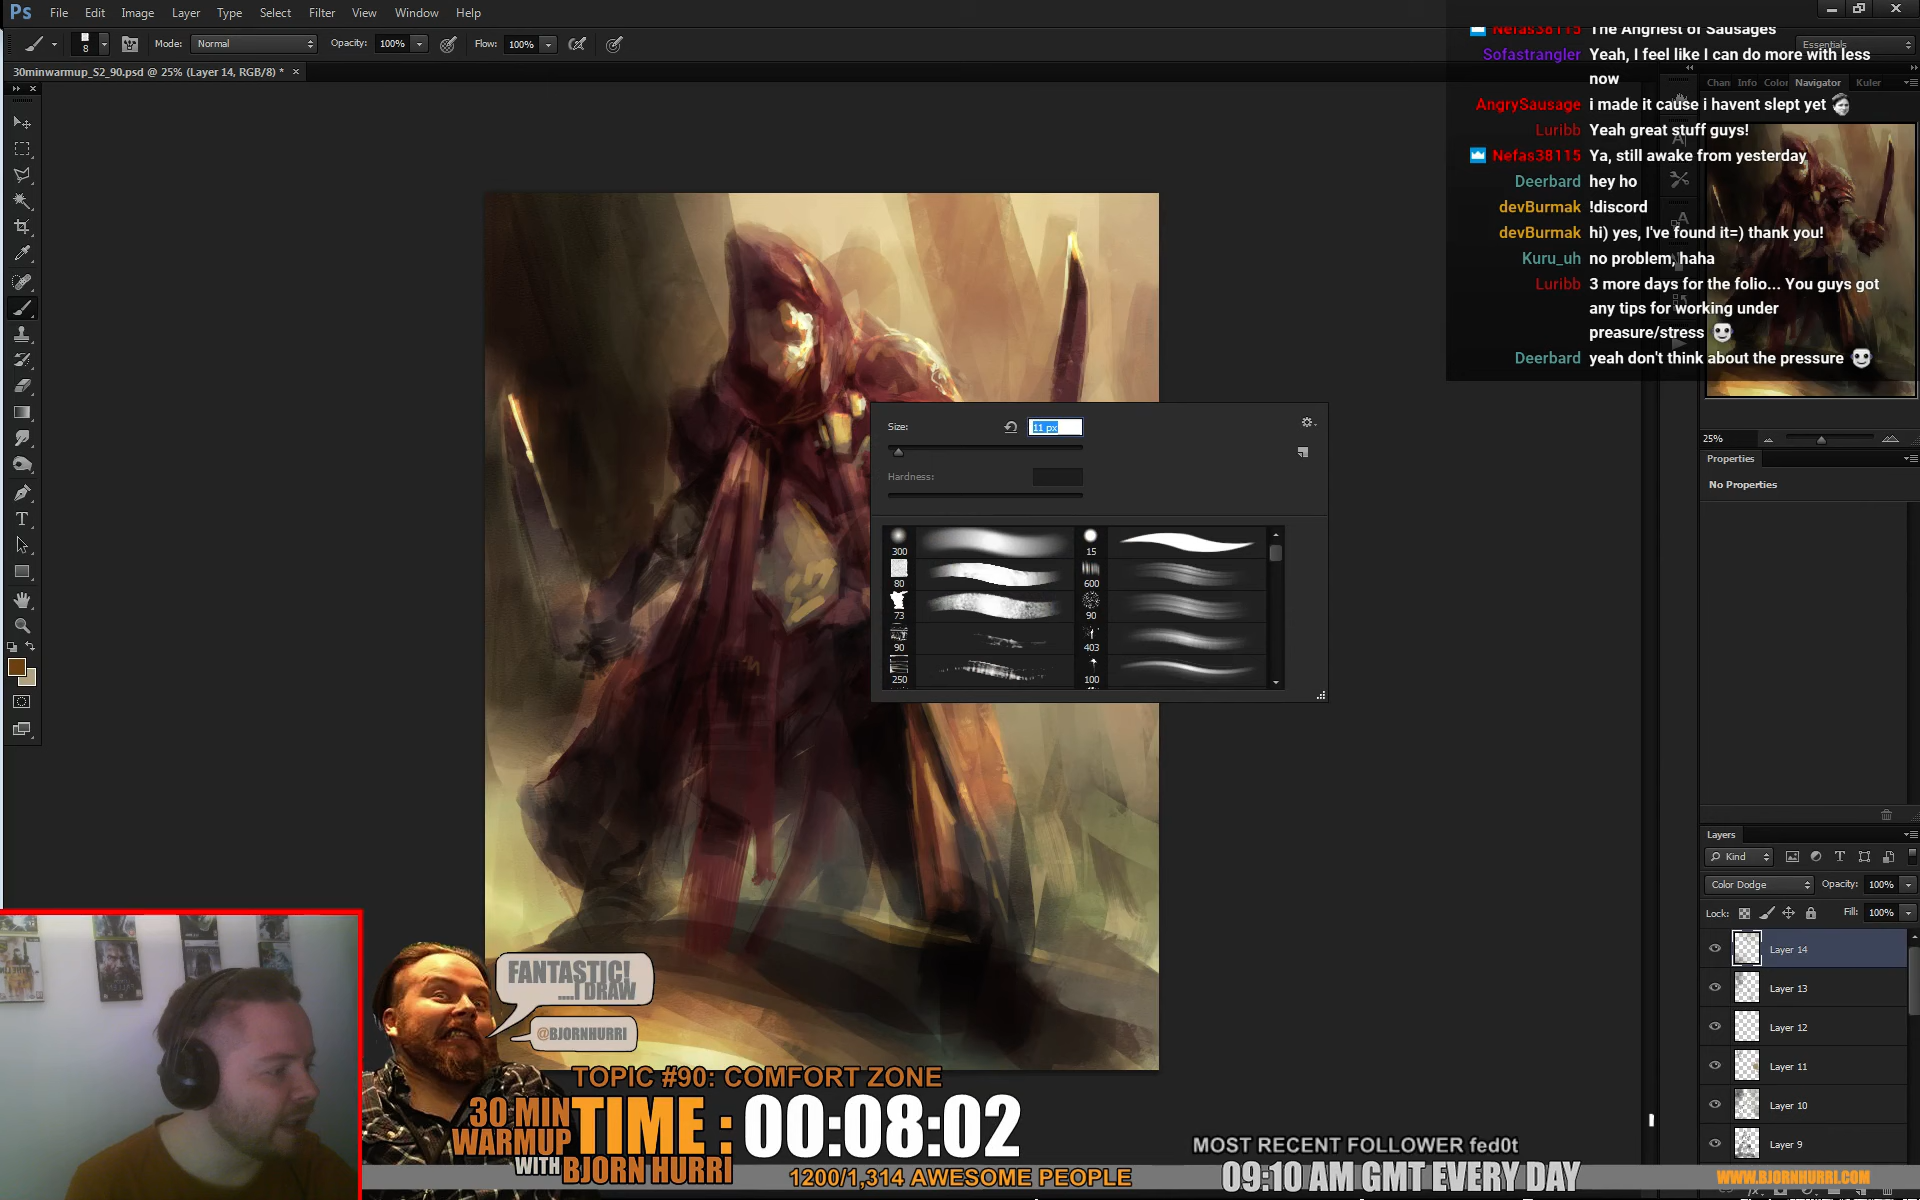 Ps File Edit Image Layer Type Select Filter View Window Help
8 Mode: Normal Opacity: 100% Flow: 100% Essentials
30minwarmup_S2_90.psd @ 25% (Layer 14, RGB/8) *
Nefas38115 The Angriest of Sausages
Sofastrangler Yeah, I feel like I can do more with less
now
AngrySausage i made it cause i havent slept yet
Luribb Yeah great stuff guys!
Nefas38115 Ya, still awake from yesterday
Deerbard hey ho
devBurmak !discord
devBurmak hi) yes, I've found it=) thank you!
Kuru_uh no problem, haha
Luribb 3 more days for the folio... You guys got
any tips for working under
preasure/stress
Deerbard yeah don't think about the pressure
Chan Info Color Navigator Kuler
25%
Properties
No Properties
Size: 11 px
Hardness:
300 15
80 600
73 90
90 403
250 100
Layers
Kind
Color Dodge Opacity: 100%
Lock: Fill: 100%
Layer 14
Layer 13
Layer 12
Layer 11
Layer 10
Layer 9
FANTASTIC!
....I DRAW
@BJORNHURRI
TOPIC #90: COMFORT ZONE
30 MIN
WARMUP
WITH BJORN HURRI
TIME : 00:08:02
1200/1,314 AWESOME PEOPLE
MOST RECENT FOLLOWER fed0t
09:10 AM GMT EVERY DAY
WWW.BJORNHURRI.COM